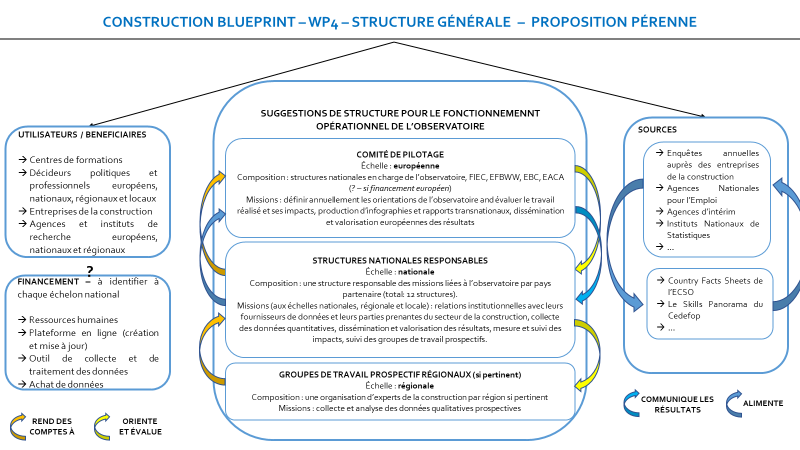 CONSTRUCTION BLUEPRINT – WP4 – STRUCTURE GÉNÉRALE – PROPOSITION PÉRENNE
UTILISATEURS / BENEFICIAIRES
→ Centres de formations
→ Décideurs politiques et
professionnels européens,
nationaux, régionaux et locaux
→ Entreprises de la construction
→ Agences et instituts de
recherche européens,
nationaux et régionaux
?
FINANCEMENT – à identifier à
chaque échelon national
→ Ressources humaines
→ Plateforme en ligne (création
et mise à jour)
→ Outil de collecte et de
traitement des données
→ Achat de données
REND DES
COMPTES À
ORIENTE
ET ÉVALUE
SUGGESTIONS DE STRUCTURE POUR LE FONCTIONNEMENNT
OPÉRATIONNEL DE L'OBSERVATOIRE
COMITÉ DE PILOTAGE
Échelle : européenne
Composition : structures nationales en charge de l'observatoire, FIEC, EFBWW, EBC, EACA
(? – si financement européen)
Missions : définir annuellement les orientations de l'observatoire and évaluer le travail
réalisé et ses impacts, production d'infographies et rapports transnationaux, dissémination
et valorisation européennes des résultats
STRUCTURES NATIONALES RESPONSABLES
Échelle : nationale
Composition : une structure responsable des missions liées à l'observatoire par pays
partenaire (total: 12 structures).
Missions (aux échelles nationales, régionale et locale) : relations institutionnelles avec leurs
fournisseurs de données et leurs parties prenantes du secteur de la construction, collecte
des données quantitatives, dissémination et valorisation des résultats, mesure et suivi des
impacts, suivi des groupes de travail prospectifs.
GROUPES DE TRAVAIL PROSPECTIF RÉGIONAUX (si pertinent)
Échelle : régionale
Composition : une organisation d'experts de la construction par région si pertinent
Missions : collecte et analyse des données qualitatives prospectives
SOURCES
→ Enquêtes annuelles
auprès des entreprises
de la construction
→ Agences Nationales
pour l'Emploi
→ Agences d'intérim
→ Instituts Nationaux de
Statistiques
→ ...
→ Country Facts Sheets de
l'ECSO
→ Le Skills Panorama du
Cedefop
→ ...
COMMUNIQUE LES
RÉSULTATS
ALIMENTE